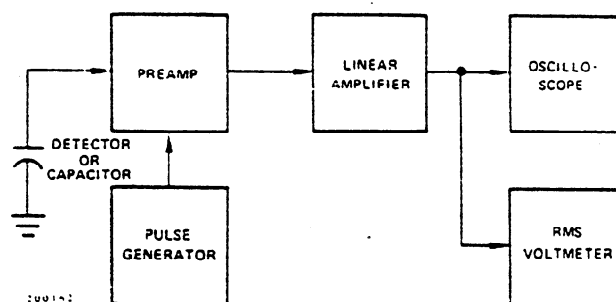 PREAMP
LINEAR
AMPLIFIER
OSCILLO-
SCOPE
DETECTOR
OR
CAPACITOR
PULSE
GENERATOR
RMS
VOLTMETER